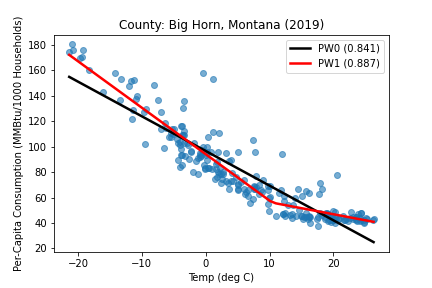 County: Big Horn, Montana (2019)
Per-Capita Consumption (MMBtu/1000 Households)
180
160
140
120
100
80
60
40
20
PW0 (0.841)
PW1 (0.887)
−20 −10 0 10 20
Temp (deg C)